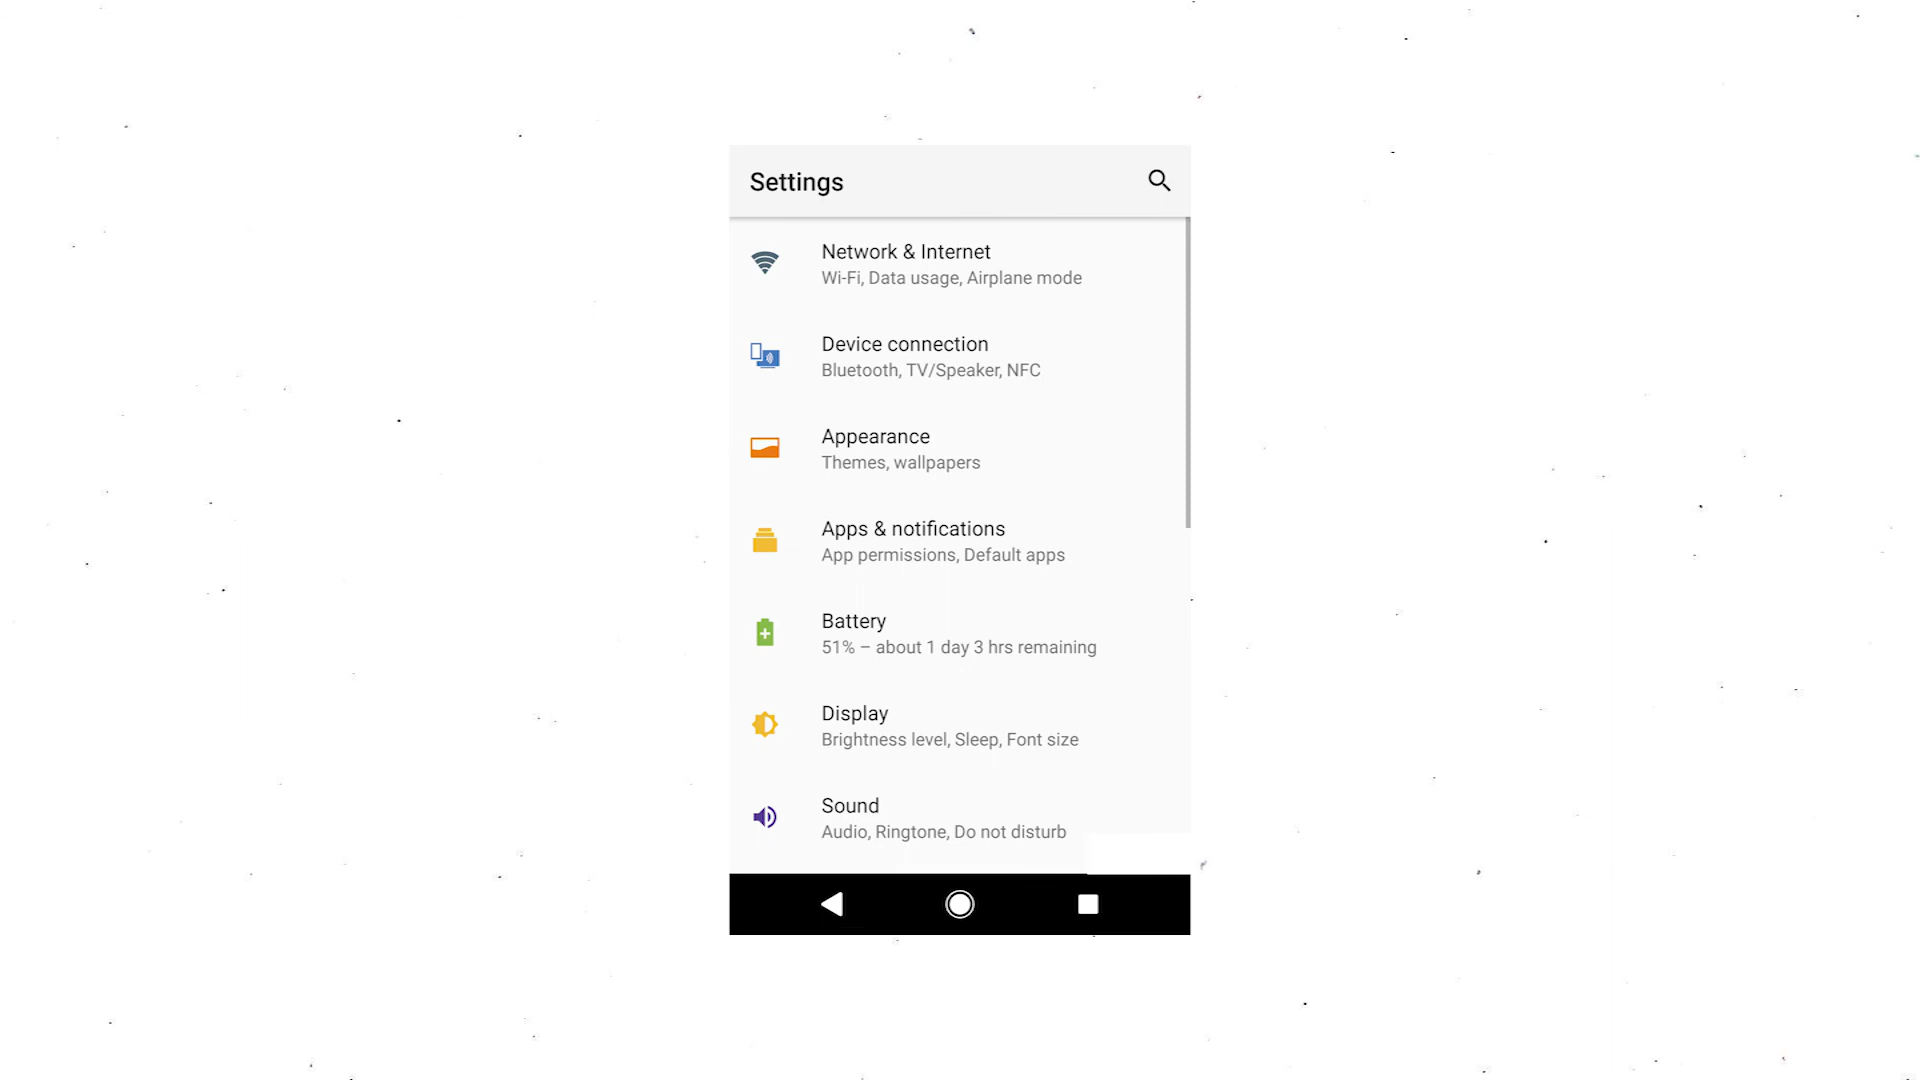 Settings
Network & Internet
Wi-Fi, Data usage, Airplane mode
Device connection
Bluetooth, TV/Speaker, NFC
Appearance
Themes, wallpapers
Apps & notifications
App permissions, Default apps
Battery
51% – about 1 day 3 hrs remaining
Display
Brightness level, Sleep, Font size
Sound
Audio, Ringtone, Do not disturb